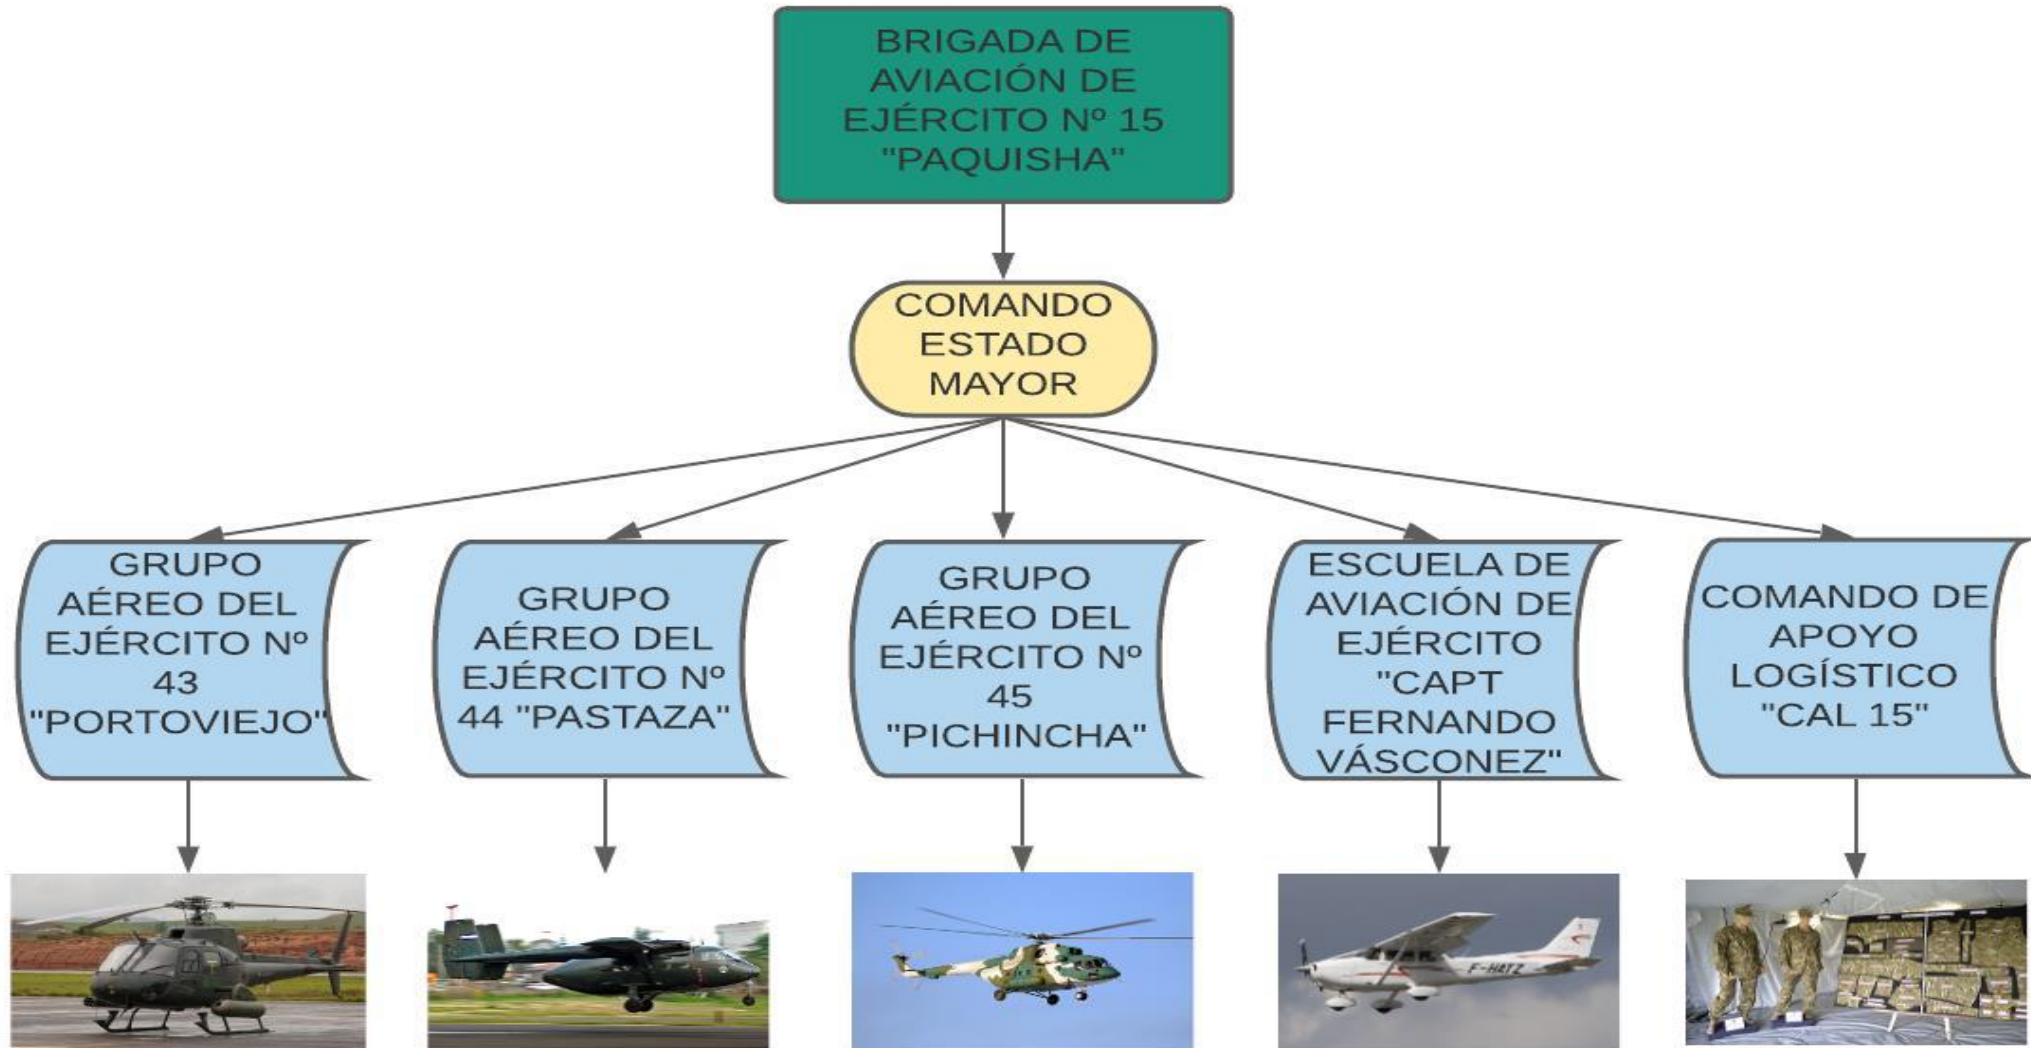 BRIGADA DE
AVIACIÓN DE
EJÉRCITO Nº 15
"PAQUISHA"
COMANDO
ESTADO
MAYOR
GRUPO
AÉREO DEL
EJÉRCITO Nº
43
"PORTOVIEJO"
GRUPO
AÉREO DEL
EJÉRCITO Nº
44 "PASTAZA"
GRUPO
AÉREO DEL
EJÉRCITO Nº
45
"PICHINCHA"
ESCUELA DE
AVIACIÓN DE
EJÉRCITO
"CAPT
FERNANDO
VÁSCONEZ"
COMANDO DE
APOYO
LOGÍSTICO
"CAL 15"
F-HATZ